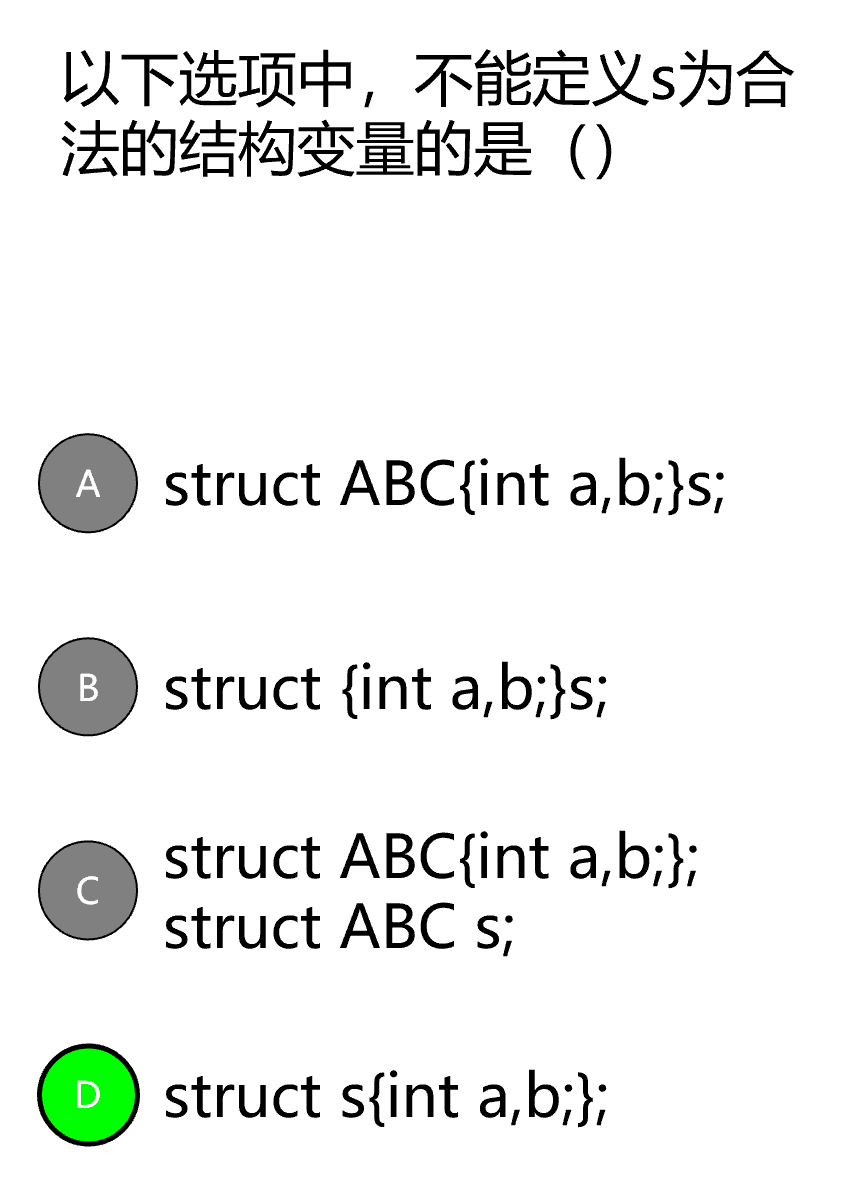 以下选项中，不能定义s为合
法的结构变量的是（）
A
struct ABC{int a,b;}s;
B
struct {int a,b;}s;
C
struct ABC{int a,b;};
struct ABC s;
D
struct s{int a,b;};